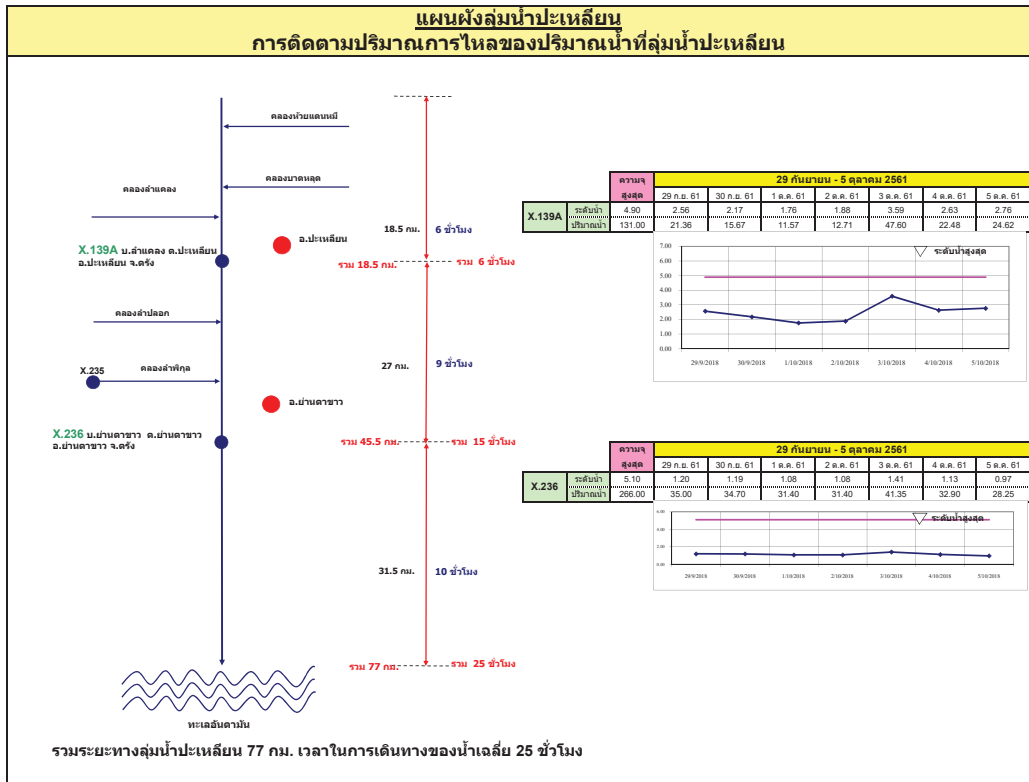 แผนผังลุ่มน้ำปะเหลียน
การติดตามปริมาณการไหลของปริมาณน้ำที่ลุ่มน้ำปะเหลียน
คลองห้วยแดนหมี
คลองบาดหลุด
คลองลำแคลง
18.5 กม.
6 ชั่วโมง
อ.ปะเหลียน
X.139A บ.ลำแคลง ต.ปะเหลียน
อ.ปะเหลียน จ.ตรัง
รวม 18.5 กม.
รวม 6 ชั่วโมง
คลองลำปลอก
27 กม.
9 ชั่วโมง
X.235
คลองลำพิกุล
อ.ย่านตาขาว
X.236 บ.ย่านตาขาว ต.ย่านตาขาว
อ.ย่านตาขาว จ.ตรัง
รวม 45.5 กม.
รวม 15 ชั่วโมง
31.5 กม.
10 ชั่วโมง
รวม 77 กม.
รวม 25 ชั่วโมง
ทะเลอันดามัน
รวมระยะทางลุ่มน้ำปะเหลียน 77 กม. เวลาในการเดินทางของน้ำเฉลี่ย 25 ชั่วโมง
ความจุ 29 กันยายน - 5 ตุลาคม 2561
สูงสุด 29 ก.ย. 61 30 ก.ย. 61 1 ต.ค. 61 2 ต.ค. 61 3 ต.ค. 61 4 ต.ค. 61 5 ต.ค. 61
X.139A
ระดับน้ำ 4.90 2.56 2.17 1.76 1.88 3.59 2.63 2.76
ปริมาณน้ำ 131.00 21.36 15.67 11.57 12.71 47.60 22.48 24.62
ระดับน้ำสูงสุด
7.00
6.00
5.00
4.00
3.00
2.00
1.00
0.00
29/9/2018 30/9/2018 1/10/2018 2/10/2018 3/10/2018 4/10/2018 5/10/2018
ความจุ 29 กันยายน - 5 ตุลาคม 2561
สูงสุด 29 ก.ย. 61 30 ก.ย. 61 1 ต.ค. 61 2 ต.ค. 61 3 ต.ค. 61 4 ต.ค. 61 5 ต.ค. 61
X.236
ระดับน้ำ 5.10 1.20 1.19 1.08 1.08 1.41 1.13 0.97
ปริมาณน้ำ 266.00 35.00 34.70 31.40 31.40 41.35 32.90 28.25
ระดับน้ำสูงสุด
6.00
4.00
2.00
0.00
29/9/2018 30/9/2018 1/10/2018 2/10/2018 3/10/2018 4/10/2018 5/10/2018